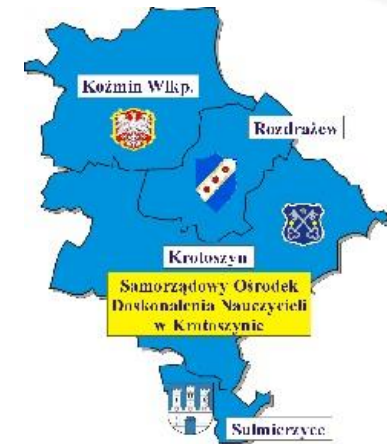 Koźmin Wlkp.
Rozdrażew
Krotoszyn
Samorządowy Ośrodek
Doskonalenia Nauczycieli
w Krotoszynie
Sulmierzyce